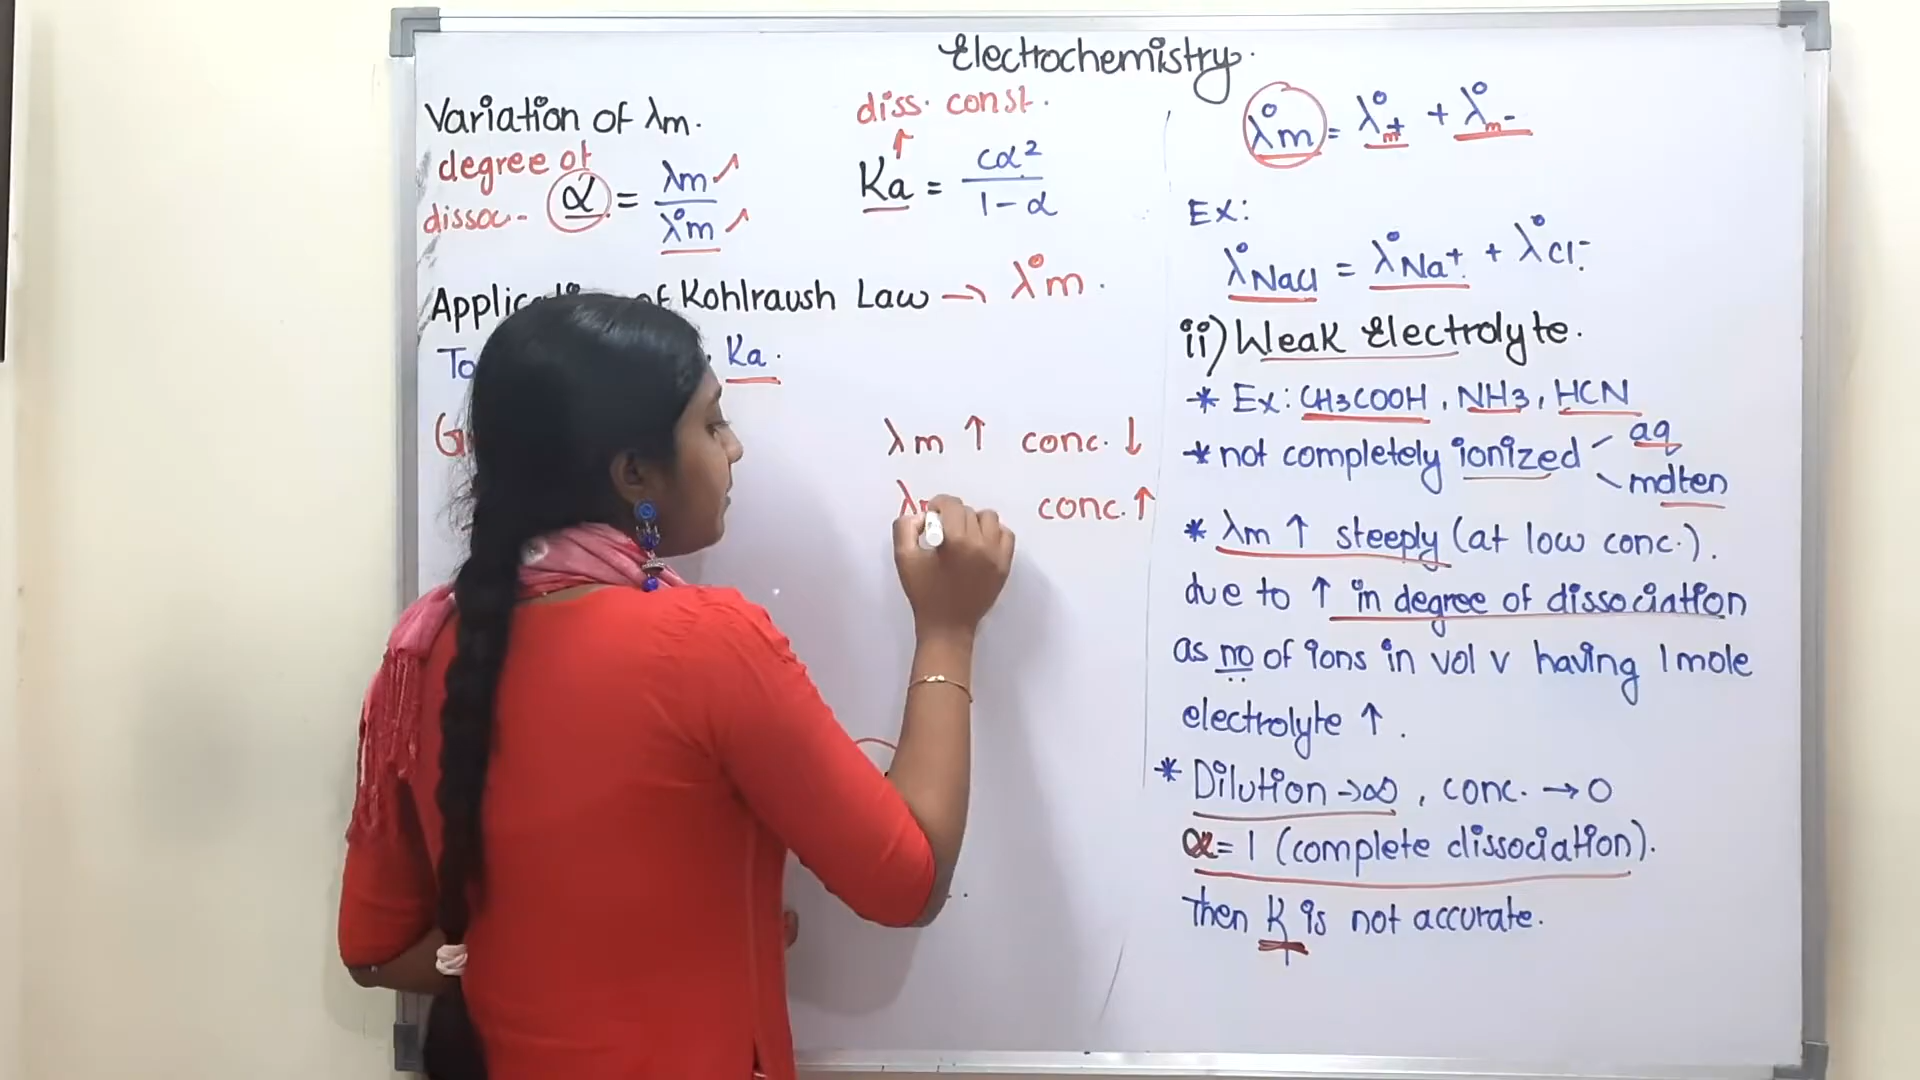 Electrochemistry.
Variation of λm.
degree of
dissoc-
α = λm / λ°m
diss. const.
↑
Ka = cα² / 1-α
Kohlraush Law → λ°m.
To
Ka.
λm ↑ conc. ↓
conc. ↑
λ°m = λ°m+ + λ°m-
Ex:
λ°NaCl = λ°Na+ + λ°Cl-
ii) Weak Electrolyte.
* Ex: CH3COOH, NH3, HCN
* not completely ionized
aq
molten
* λm ↑ steeply (at low conc.).
due to ↑ in degree of dissociation
as no of ions in vol v having 1 mole
electrolyte ↑.
* Dilution →∞, conc. → 0
α = 1 (complete dissociation).
Then K is not accurate.